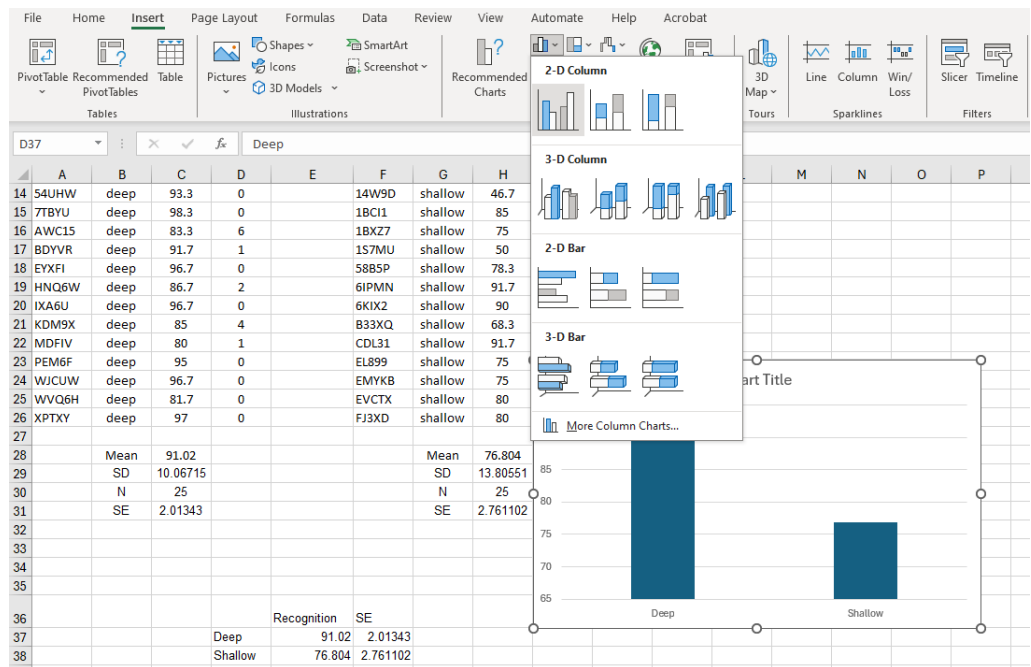 File Home Insert Page Layout Formulas Data Review View Automate Help Acrobat
PivotTable Recommended PivotTables Table
Tables
Pictures Shapes Icons 3D Models SmartArt Screenshot
Illustrations
Recommended Charts
3D Map
Tours
Line Column Win/Loss
Sparklines
Slicer Timeline
Filters
2-D Column
3-D Column
2-D Bar
3-D Bar
More Column Charts...
D37 fx Deep
A B C D E F G H M N O P
14 54UHW deep 93.3 0 14W9D shallow 46.7
15 7TBYU deep 98.3 0 1BCI1 shallow 85
16 AWC15 deep 83.3 6 1BXZ7 shallow 75
17 BDYVR deep 91.7 1 1S7MU shallow 50
18 EYXFI deep 96.7 0 58B5P shallow 78.3
19 HNQ6W deep 86.7 2 6IPMN shallow 91.7
20 IXA6U deep 96.7 0 6KIX2 shallow 90
21 KDM9X deep 85 4 B33XQ shallow 68.3
22 MDFIV deep 80 1 CDL31 shallow 91.7
23 PEM6F deep 95 0 EL899 shallow 75
24 WJCUW deep 96.7 0 EMYKB shallow 75
25 WVQ6H deep 81.7 0 EVCTX shallow 80
26 XPTXY deep 97 0 FJ3XD shallow 80
27
28 Mean 91.02 Mean 76.804
29 SD 10.06715 SD 13.80551
30 N 25 N 25
31 SE 2.01343 SE 2.761102
32
33
34
35
36 Recognition SE
37 Deep 91.02 2.01343
38 Shallow 76.804 2.761102
Title
85
80
75
70
65
Deep Shallow